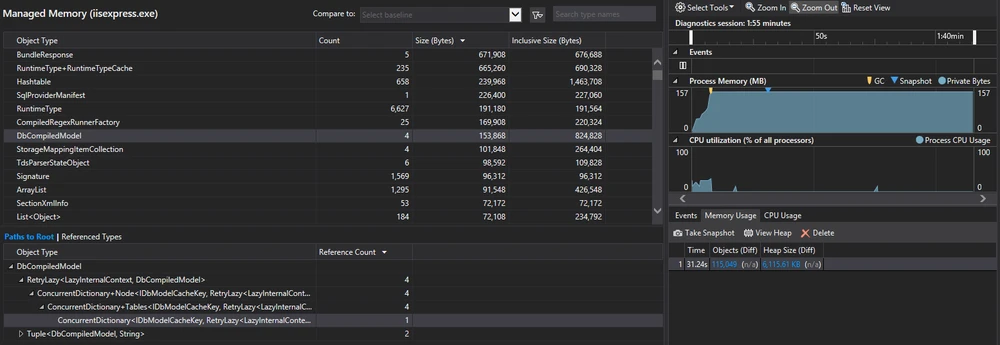 Managed Memory (iisexpress.exe)
Compare to: Select baseline
Search type names
Object Type Count Size (Bytes) Inclusive Size (Bytes)
BundleResponse 5 671,908 676,688
RuntimeType+RuntimeTypeCache 235 665,260 690,328
Hashtable 658 239,968 1,463,708
SqlProviderManifest 1 226,400 227,060
RuntimeType 6,627 191,180 191,564
CompiledRegexRunnerFactory 25 169,908 220,324
DbCompiledModel 4 153,868 824,828
StorageMappingItemCollection 4 101,848 264,404
TdsParserStateObject 6 98,592 109,828
Signature 1,569 96,312 96,312
ArrayList 1,295 91,548 426,548
SectionXmlInfo 53 72,172 72,172
List<Object> 184 72,108 234,792
Paths to Root | Referenced Types
Object Type Reference Count
DbCompiledModel
RetryLazy<LazyInternalContext, DbCompiledModel> 4
ConcurrentDictionary+Node<IDbModelCacheKey, RetryLazy<LazyInternalCont... 4
ConcurrentDictionary+Tables<IDbModelCacheKey, RetryLazy<LazyInternalCo... 4
ConcurrentDictionary<IDbModelCacheKey, RetryLazy<LazyInternalConte... 1
Tuple<DbCompiledModel, String> 2
Select Tools Zoom In Zoom Out Reset View
Diagnostics session: 1:55 minutes
50s 1:40min
Events
Process Memory (MB) GC Snapshot Private Bytes
157 157
0 0
CPU utilization (% of all processors) Process CPU Usage
100 100
0 0
Events Memory Usage CPU Usage
Take Snapshot View Heap Delete
Time Objects (Diff) Heap Size (Diff)
1 31.24s 115,049 (n/a) 6,115.61 KB (n/a)